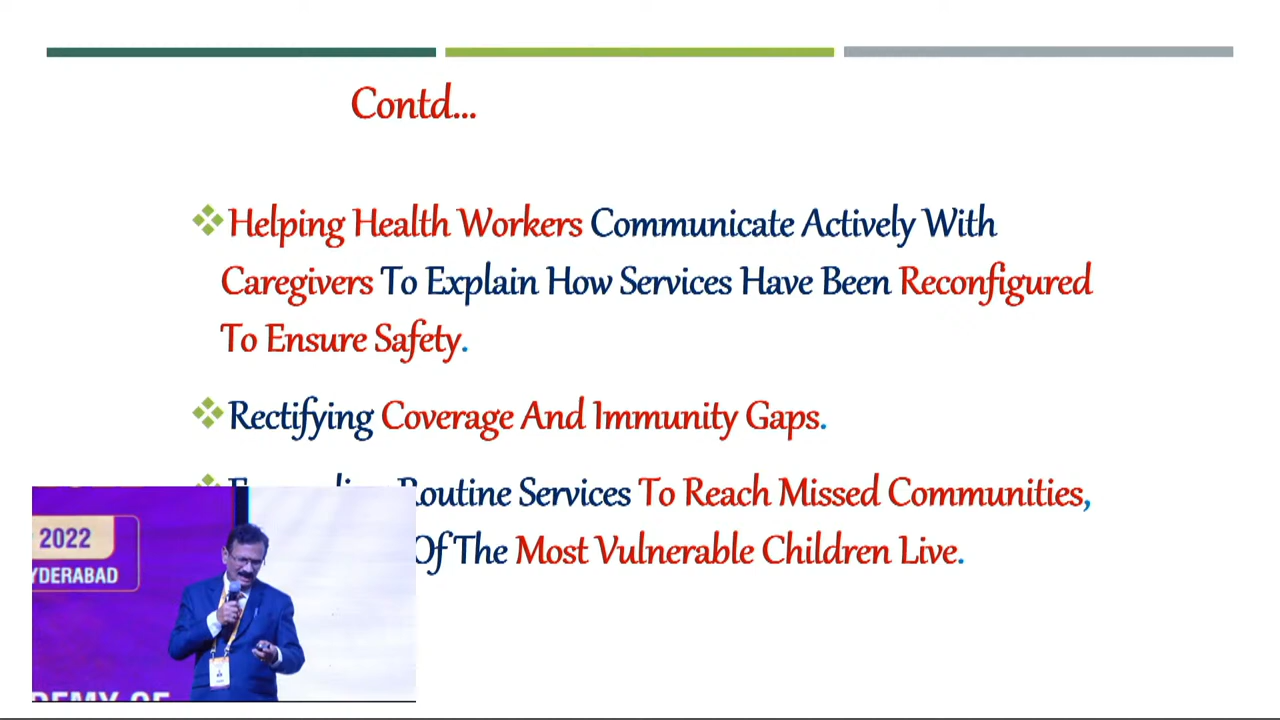 Contd...
Helping Health Workers Communicate Actively With
Caregivers To Explain How Services Have Been Reconfigured
To Ensure Safety.
Rectifying Coverage And Immunity Gaps.
Routine Services To Reach Missed Communities,
Of The Most Vulnerable Children Live.
2022